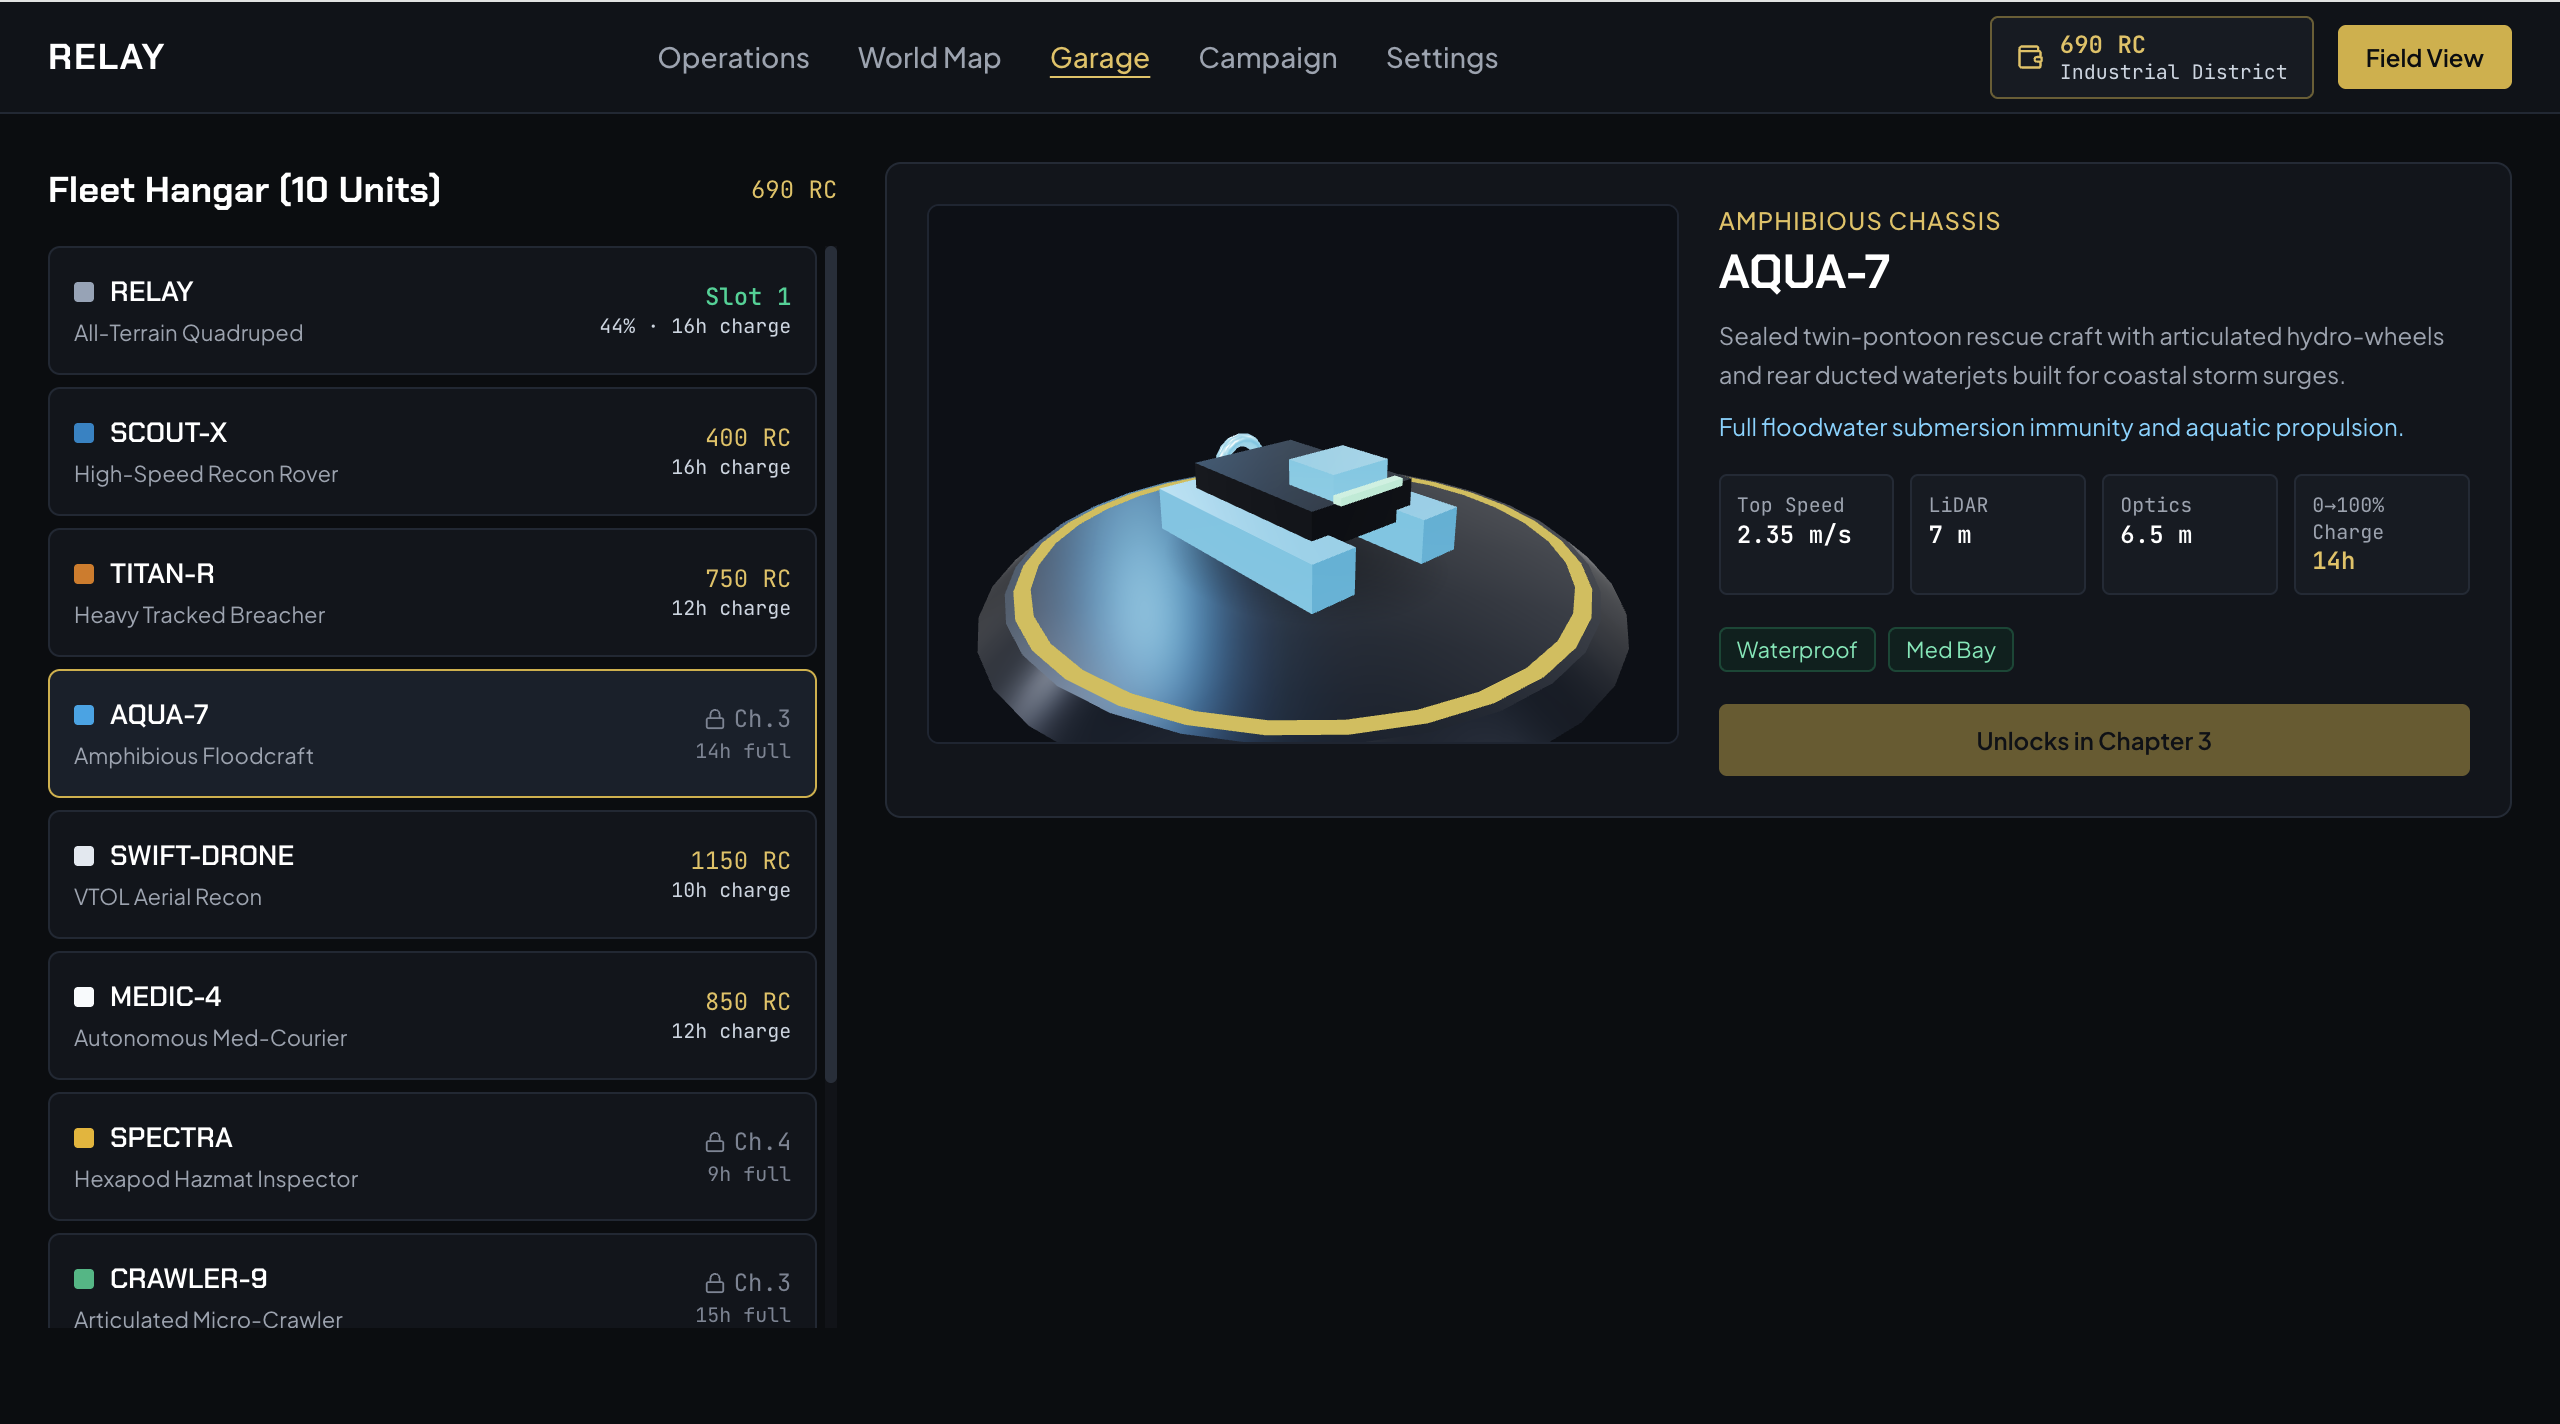 RELAY
Operations
World Map
Garage
Campaign
Settings
690 RC
Industrial District
Field View
Fleet Hangar (10 Units)
690 RC
RELAY
All-Terrain Quadruped
Slot 1
44% · 16h charge
SCOUT-X
High-Speed Recon Rover
400 RC
16h charge
TITAN-R
Heavy Tracked Breacher
750 RC
12h charge
AQUA-7
Amphibious Floodcraft
Ch.3
14h full
SWIFT-DRONE
VTOL Aerial Recon
1150 RC
10h charge
MEDIC-4
Autonomous Med-Courier
850 RC
12h charge
SPECTRA
Hexapod Hazmat Inspector
Ch.4
9h full
CRAWLER-9
Articulated Micro-Crawler
Ch.3
15h full
AMPHIBIOUS CHASSIS
AQUA-7
Sealed twin-pontoon rescue craft with articulated hydro-wheels
and rear ducted waterjets built for coastal storm surges.
Full floodwater submersion immunity and aquatic propulsion.
Top Speed
2.35 m/s
LiDAR
7 m
Optics
6.5 m
0→100%
Charge
14h
Waterproof
Med Bay
Unlocks in Chapter 3